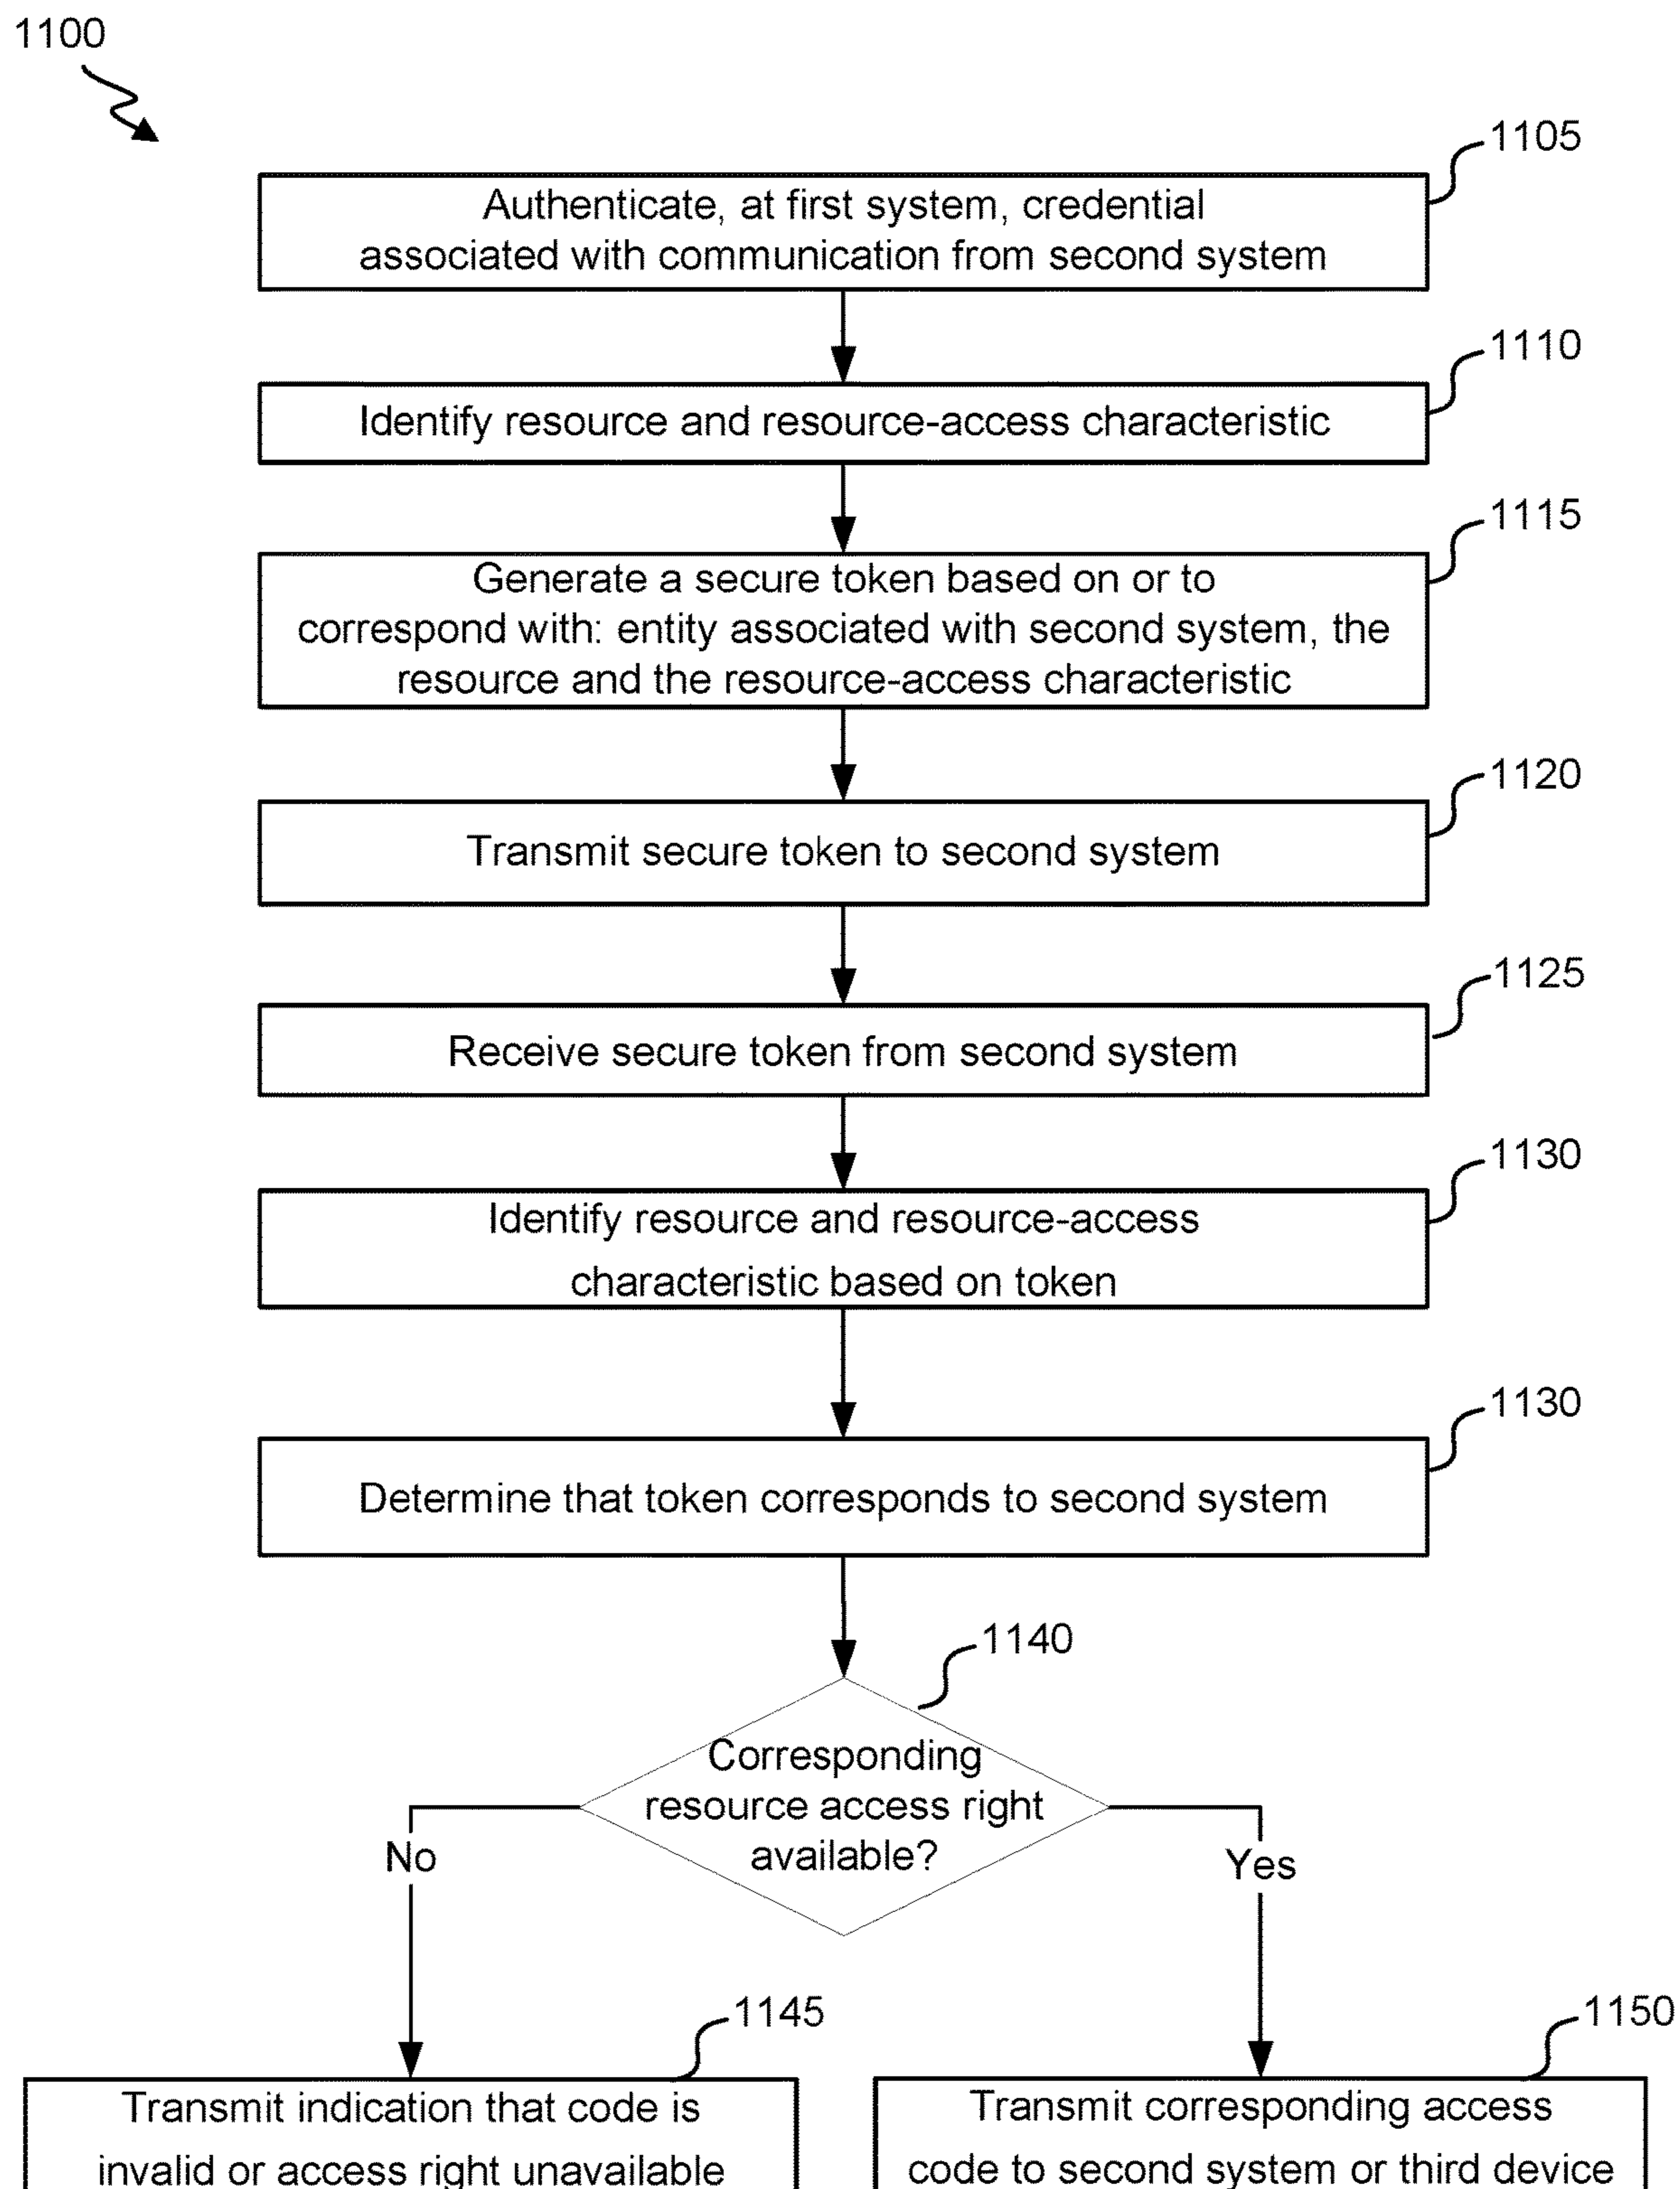 1100
1105
Authenticate, at first system, credential
associated with communication from second system
1110
Identify resource and resource-access characteristic
1115
Generate a secure token based on or to
correspond with: entity associated with second system, the
resource and the resource-access characteristic
1120
Transmit secure token to second system
1125
Receive secure token from second system
1130
Identify resource and resource-access
characteristic based on token
1130
Determine that token corresponds to second system
1140
Corresponding
resource access right
available?
No
Yes
1145
Transmit indication that code is
invalid or access right unavailable
1150
Transmit corresponding access
code to second system or third device